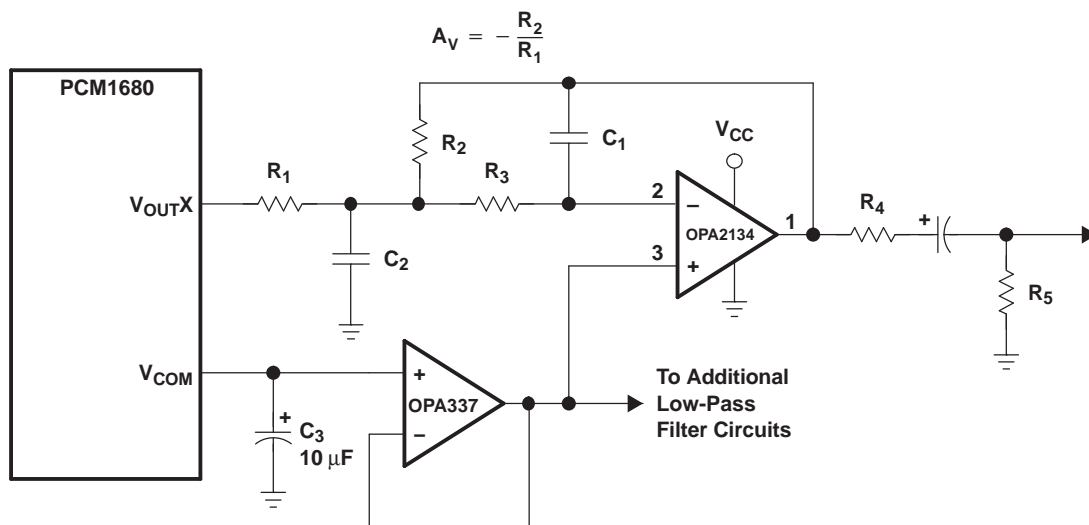 A_V = - R_2/R_1
PCM1680
V_CC
R_2
C_1
R_1
R_3
V_OUT X
2
−
OPA2134
1
R_4
+
3
+
C_2
R_5
V_COM
+
OPA337
−
To Additional
Low-Pass
Filter Circuits
+
C_3
10 μF